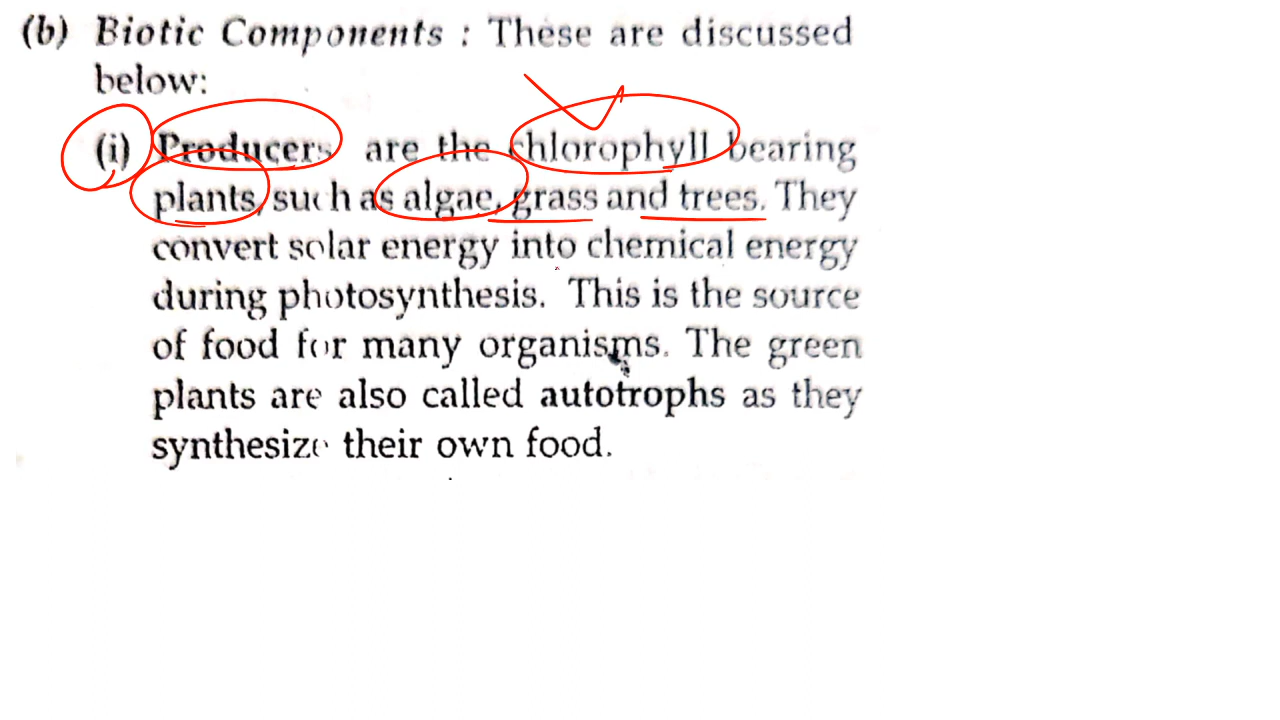 (b) Biotic Components : These are discussed
below:
(i) Producers are the chlorophyll bearing
plants, such as algae, grass and trees. They
convert solar energy into chemical energy
during photosynthesis. This is the source
of food for many organisms. The green
plants are also called autotrophs as they
synthesize their own food.